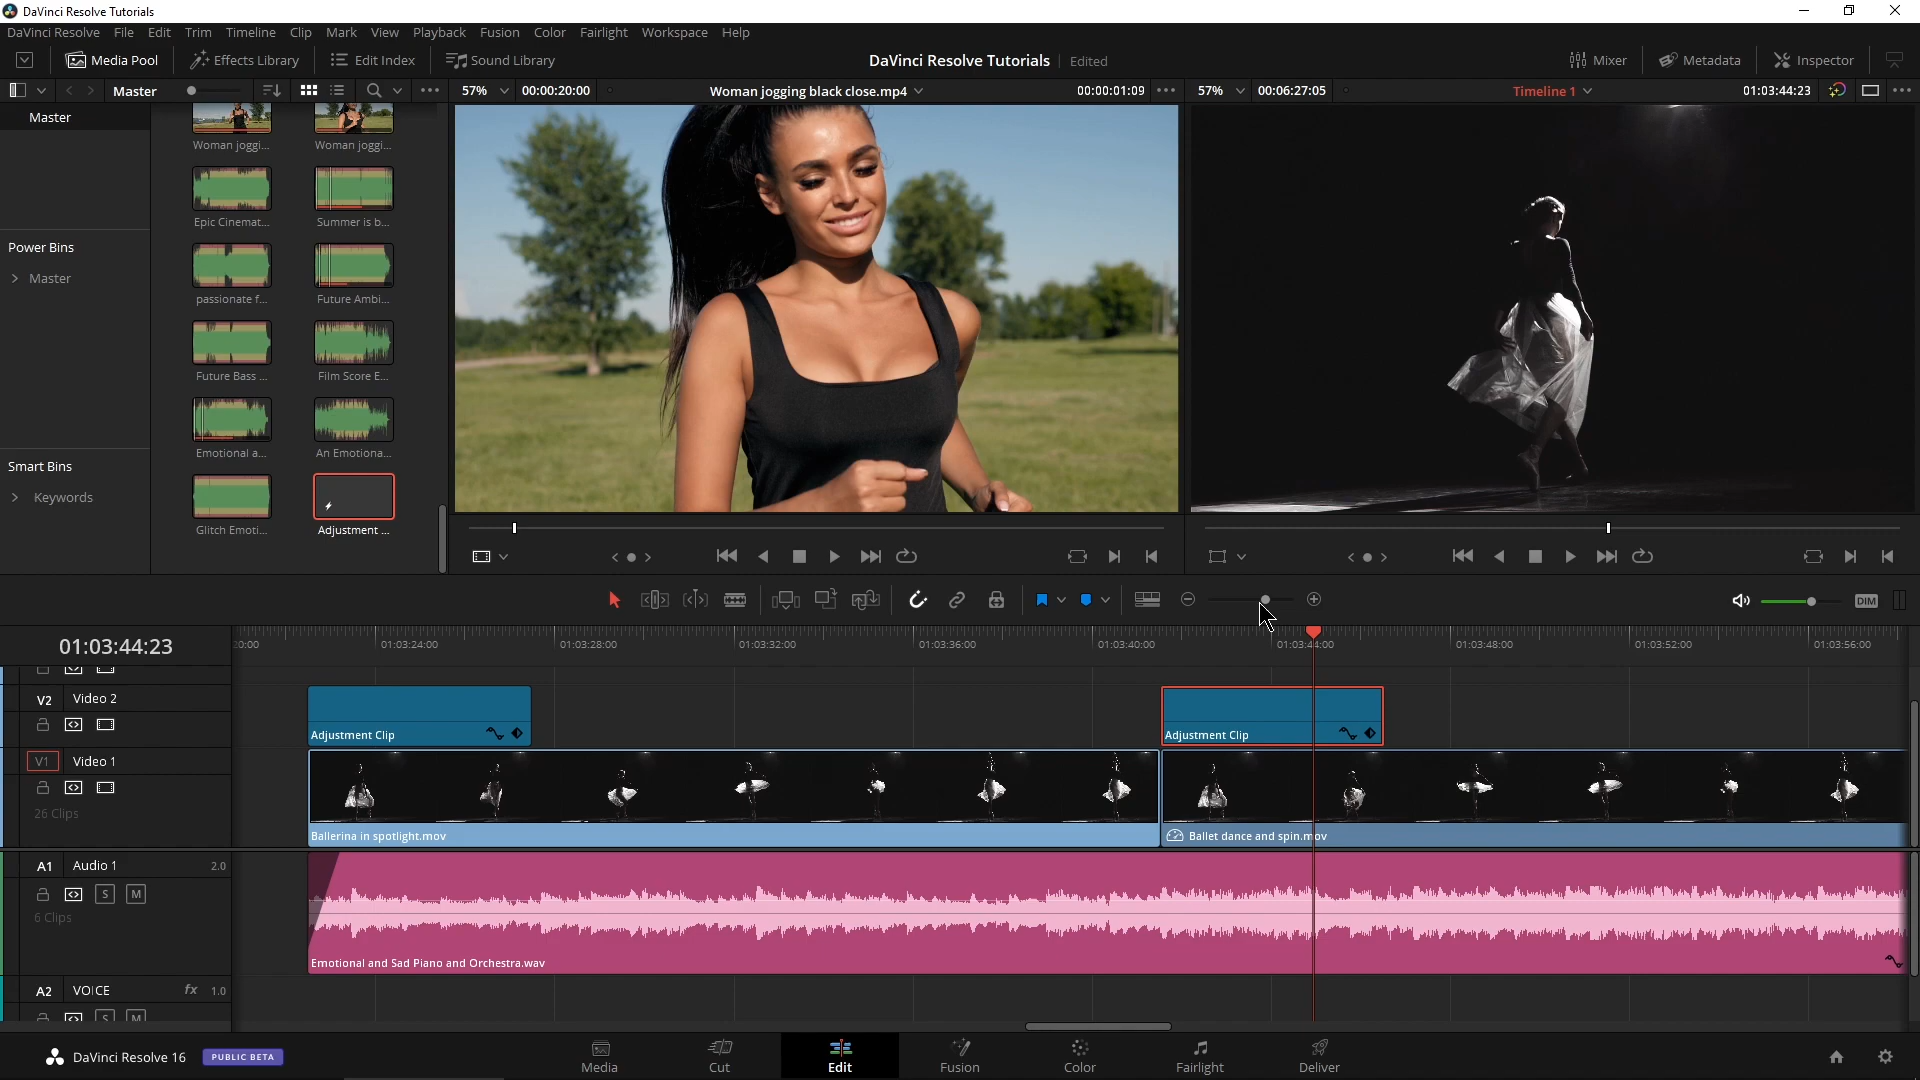 DaVinci Resolve Tutorials
DaVinci Resolve File Edit Trim Timeline Clip Mark View Playback Fusion Color Fairlight Workspace Help
Media Pool Effects Library Edit Index Sound Library DaVinci Resolve Tutorials Edited Mixer Metadata Inspector
Master 57% 00:00:20:00 Woman jogging black close.mp4 00:00:01:09 57% 00:06:27:05 Timeline 1 01:03:44:23
Master
Woman joggi... Woman joggi...
Epic Cinemat... Summer is b...
Power Bins
Master
passionate f... Future Ambi...
Future Bass ... Film Score E...
Emotional a... An Emotiona...
Smart Bins
Keywords
Glitch Emoti... Adjustment ...
DIM
01:03:44:23
20:00 01:03:24:00 01:03:28:00 01:03:32:00 01:03:36:00 01:03:40:00 01:03:44:00 01:03:48:00 01:03:52:00 01:03:56:00
V2 Video 2
Adjustment Clip Adjustment Clip
V1 Video 1
26 Clips
Ballerina in spotlight.mov Ballet dance and spin.mov
A1 Audio 1 2.0
S M
6 Clips
Emotional and Sad Piano and Orchestra.wav
A2 VOICE fx 1.0
S M
DaVinci Resolve 16 PUBLIC BETA
Media Cut Edit Fusion Color Fairlight Deliver